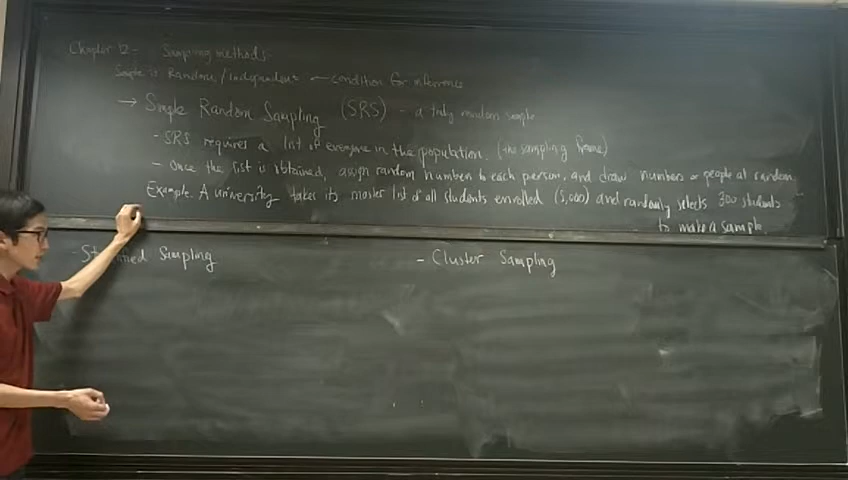 Chapter 12 - Sampling methods
Sample is Random / independent ← condition for inference
→ Simple Random Sampling (SRS) - a truly random sample
- SRS requires a list of everyone in the population. (the sampling frame)
- Once the list is obtained, assign random numbers to each person, and draw numbers or people at random.
Example. A university takes its master list of all students enrolled (5,000) and randomly selects 300 students
to make a sample
- Sampling
- Cluster Sampling